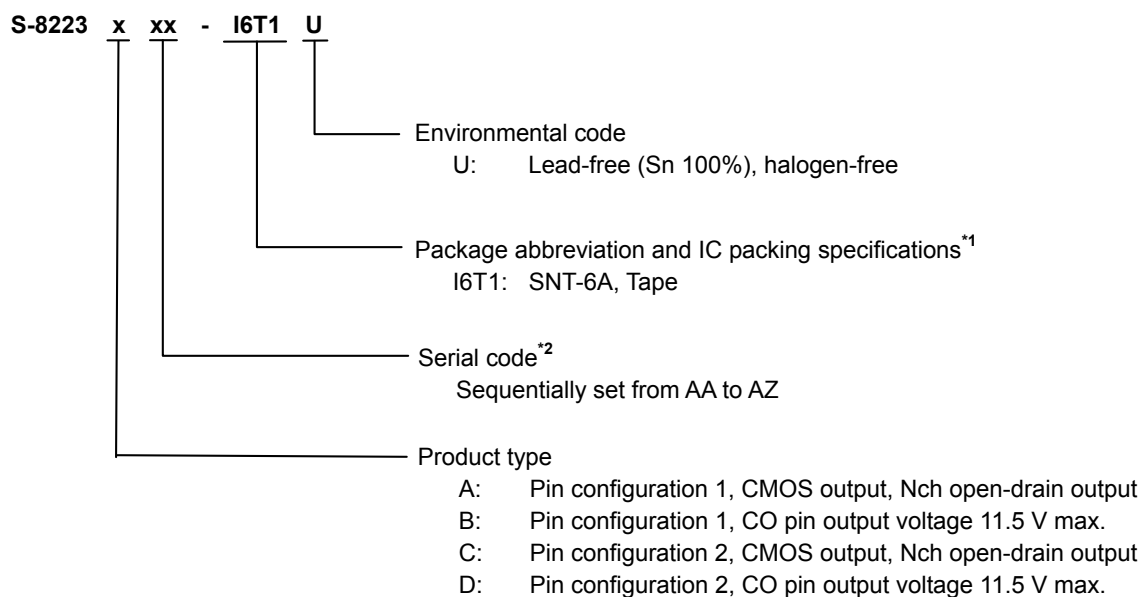 S-8223 x xx - I6T1 U
Environmental code
U: Lead-free (Sn 100%), halogen-free
Package abbreviation and IC packing specifications*1
I6T1: SNT-6A, Tape
Serial code*2
Sequentially set from AA to AZ
Product type
A: Pin configuration 1, CMOS output, Nch open-drain output
B: Pin configuration 1, CO pin output voltage 11.5 V max.
C: Pin configuration 2, CMOS output, Nch open-drain output
D: Pin configuration 2, CO pin output voltage 11.5 V max.